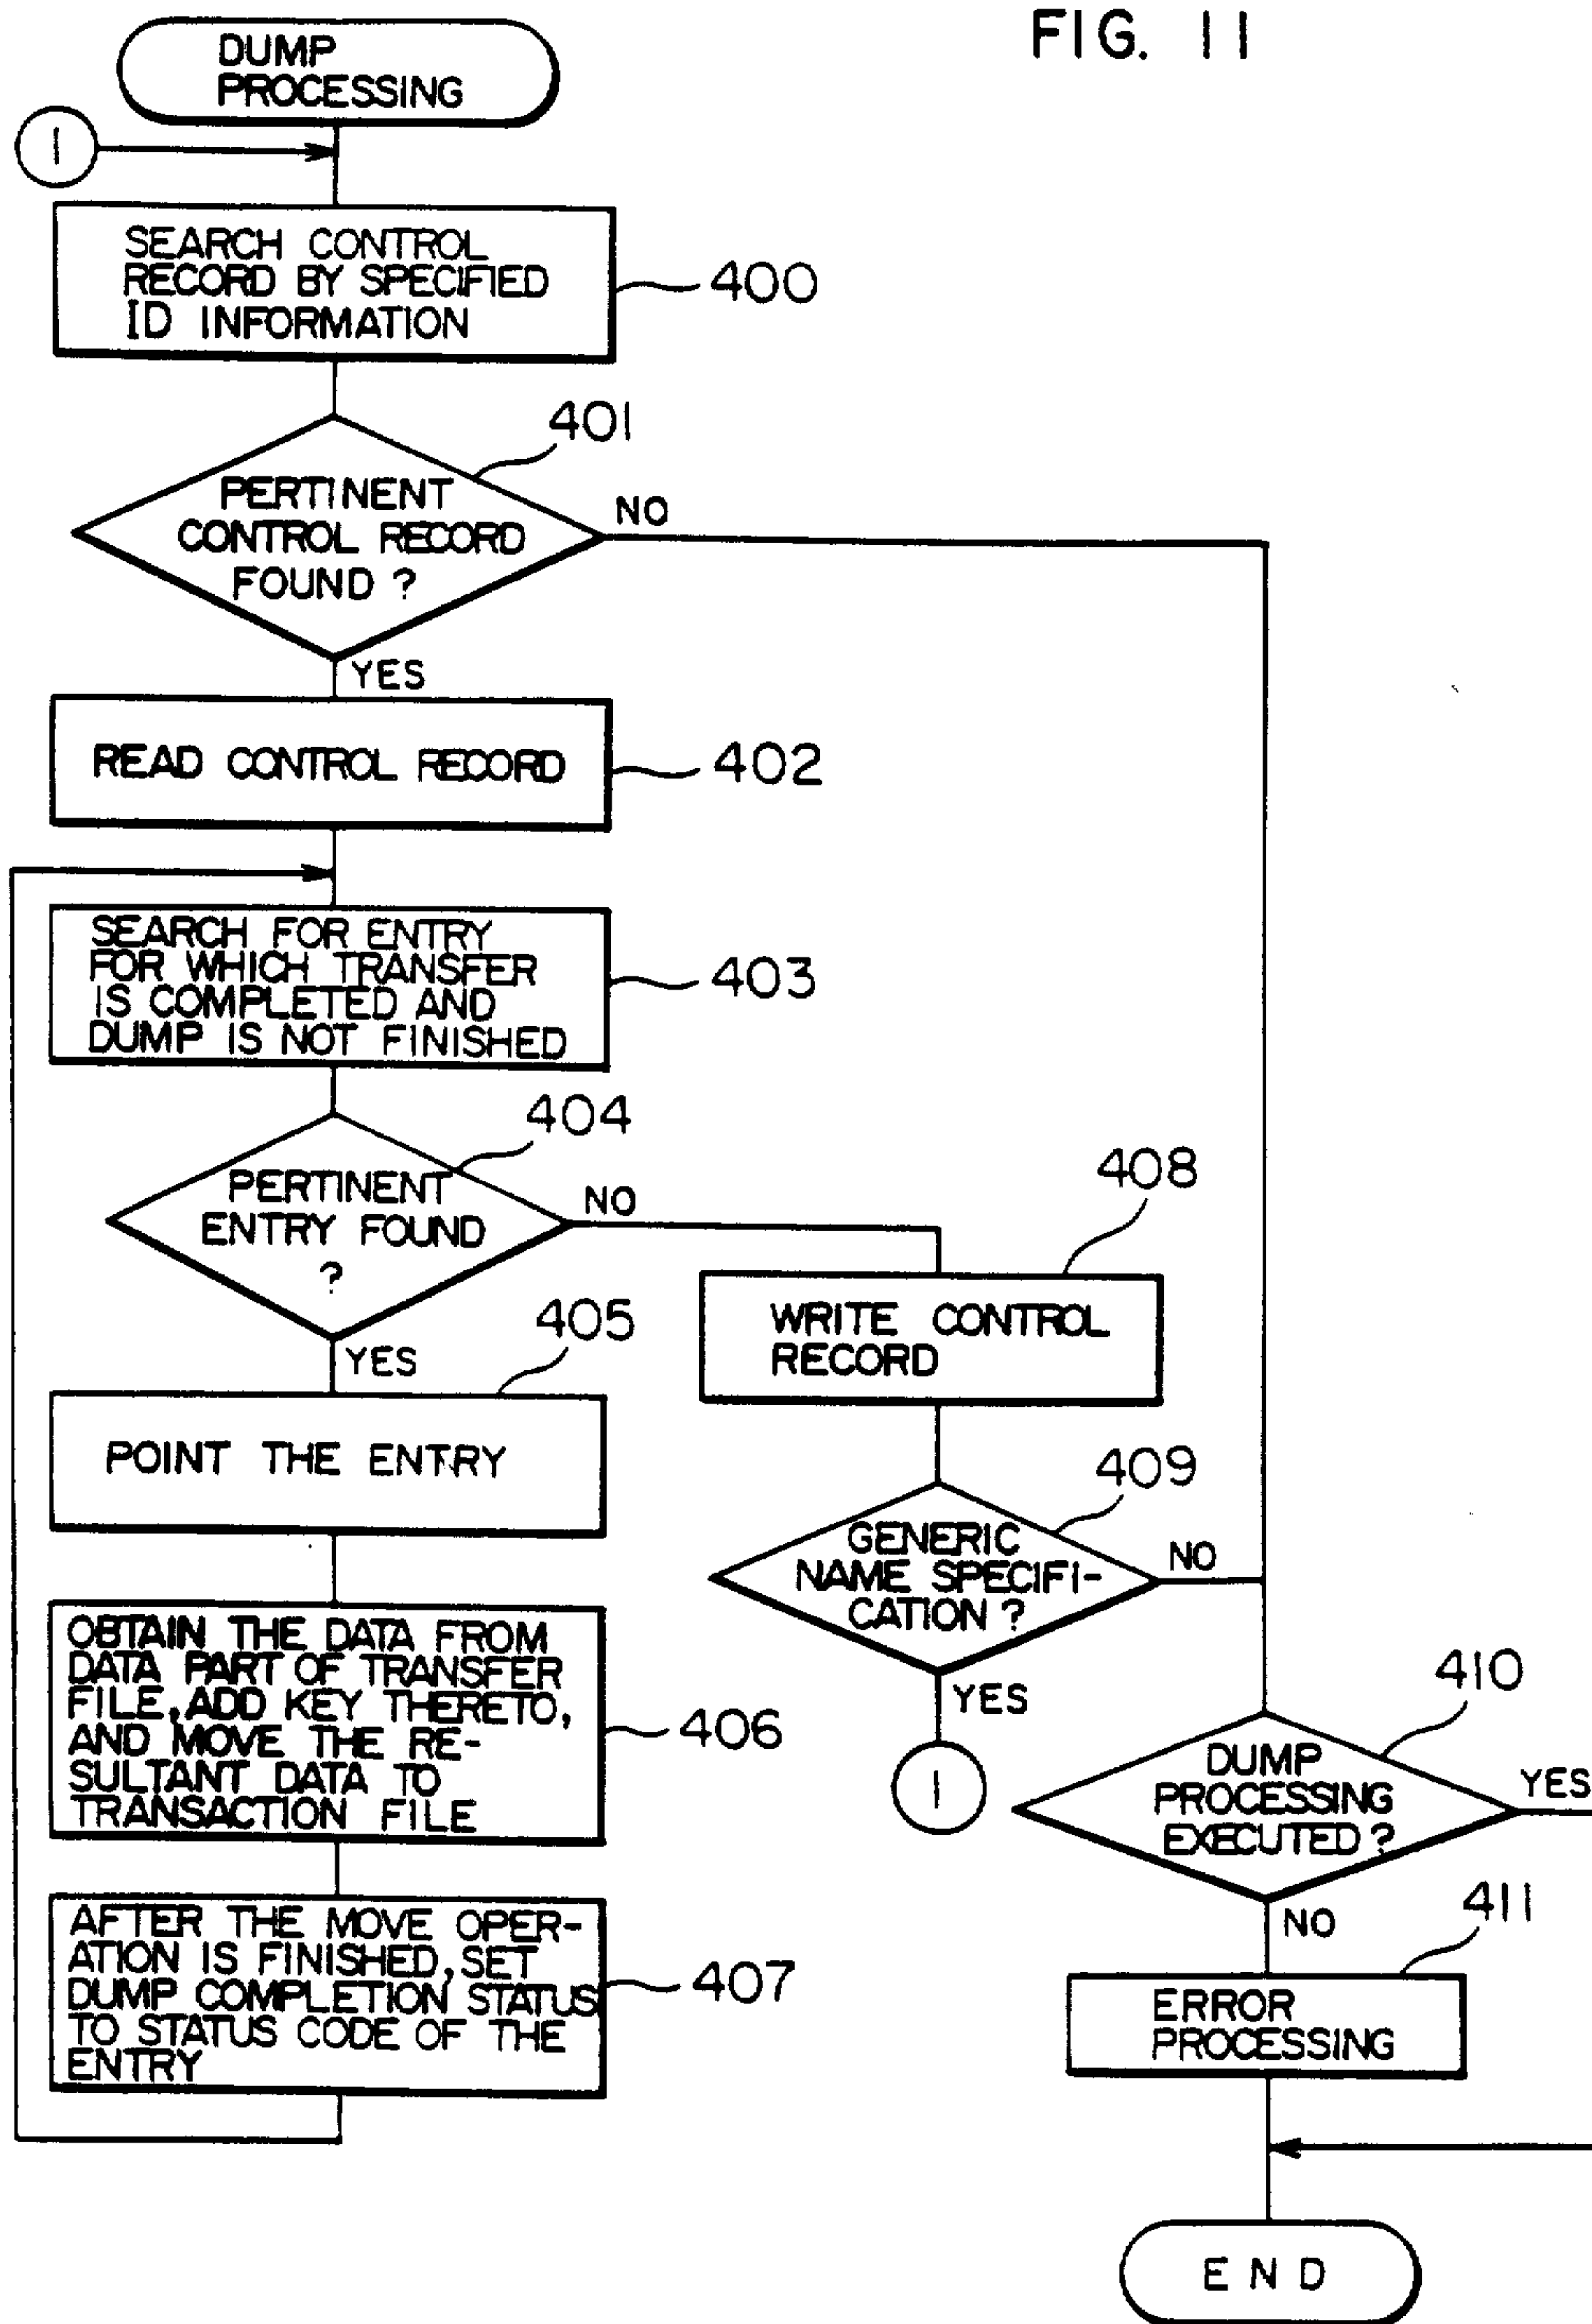 FIG. 11
DUMP
PROCESSING
1
SEARCH CONTROL
RECORD BY SPECIFIED
ID INFORMATION
400
401
PERTINENT
CONTROL RECORD
FOUND ?
NO
YES
READ CONTROL RECORD
402
SEARCH FOR ENTRY
FOR WHICH TRANSFER
IS COMPLETED AND
DUMP IS NOT FINISHED
403
404
PERTINENT
ENTRY FOUND
?
NO
YES
408
WRITE CONTROL
RECORD
405
POINT THE ENTRY
409
GENERIC
NAME SPECIFI-
CATION ?
NO
YES
1
OBTAIN THE DATA FROM
DATA PART OF TRANSFER
FILE, ADD KEY THERETO,
AND MOVE THE RE-
SULTANT DATA TO
TRANSACTION FILE
406
410
DUMP
PROCESSING
EXECUTED ?
YES
NO
AFTER THE MOVE OPER-
ATION IS FINISHED, SET
DUMP COMPLETION STATUS
TO STATUS CODE OF THE
ENTRY
407
411
ERROR
PROCESSING
END